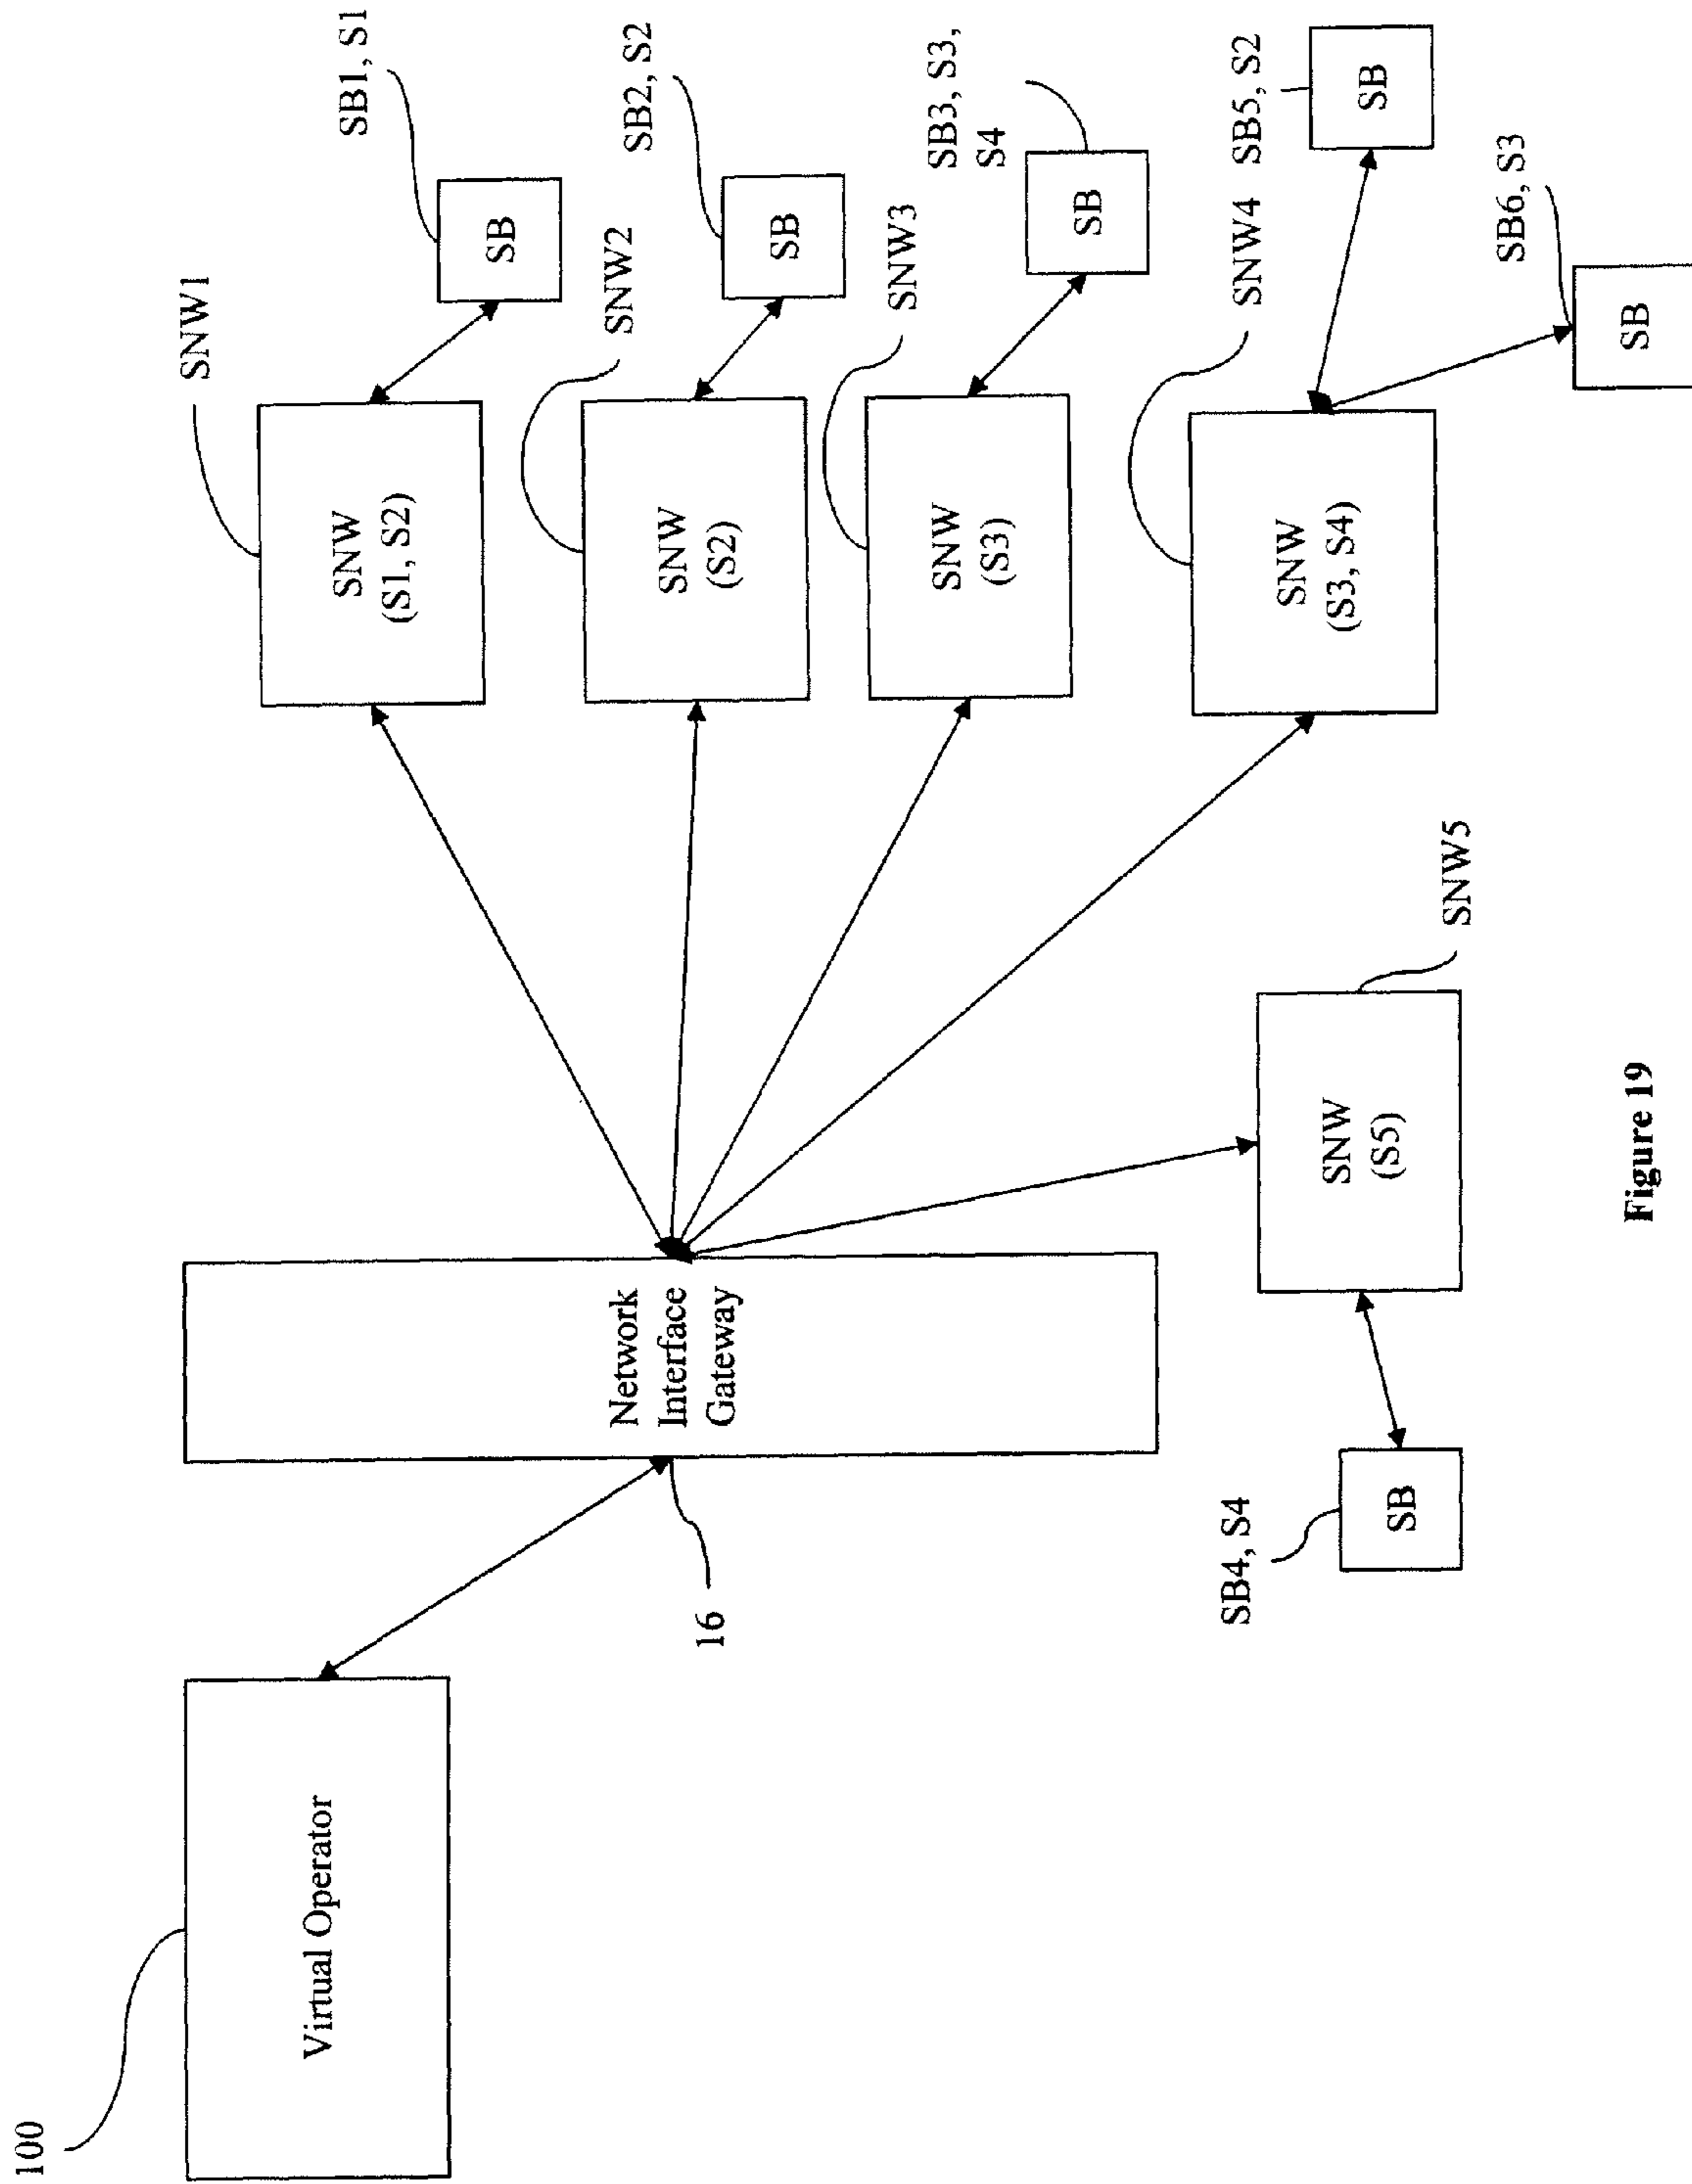 100
Virtual Operator
16
Network
Interface
Gateway
SNW1
SNW
(S1, S2)
SB1, S1
SB
SNW2
SNW
(S2)
SB2, S2
SB
SNW3
SNW
(S3)
SB3, S3,
S4
SB
SNW4
SNW
(S3, S4)
SB5, S2
SB
SB6, S3
SB
SNW5
SNW
(S5)
SB4, S4
SB
Figure 19